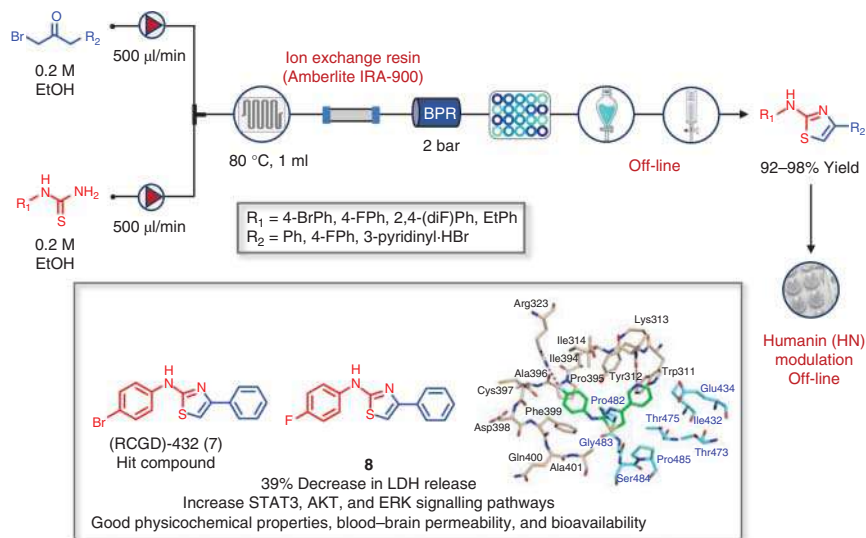 Br
O
R2
0.2 M
EtOH
500 µl/min
H
N
NH2
R1
S
0.2 M
EtOH
500 µl/min
80 °C, 1 ml
Ion exchange resin
(Amberlite IRA-900)
BPR
2 bar
Off-line
H
N
R1
N
S
R2
92–98% Yield
R1 = 4-BrPh, 4-FPh, 2,4-(diF)Ph, EtPh
R2 = Ph, 4-FPh, 3-pyridinyl·HBr
Humanin (HN)
modulation
Off-line
H
N
N
S
Br
(RCGD)-432 (7)
Hit compound
H
N
N
S
F
8
39% Decrease in LDH release
Increase STAT3, AKT, and ERK signalling pathways
Good physicochemical properties, blood–brain permeability, and bioavailability
Arg323
Lys313
Ile314
Ile394
Ala396
Pro395
Tyr312
Trp311
Cys397
Glu434
Pro482
Ile432
Thr475
Phe399
Asp398
Gly483
Thr473
Gln400
Ala401
Pro485
Ser484